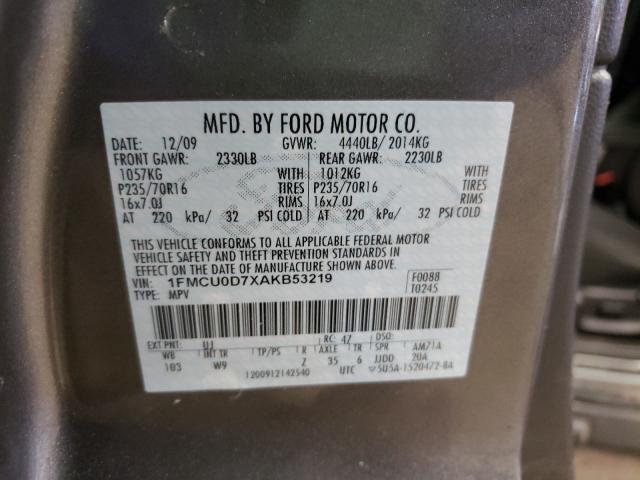 MFD. BY FORD MOTOR CO.
DATE: 12/09 GVWR: 4440LB/ 2014KG
FRONT GAWR: 2330LB REAR GAWR: 2230LB
1057KG WITH 1012KG WITH
P235/70R16 TIRES P235/70R16 TIRES
16x7.0J RIMS 16x7.0J RIMS
AT 220 kPa/ 32 PSI COLD AT 220 kPa/ 32 PSI COLD
THIS VEHICLE CONFORMS TO ALL APPLICABLE FEDERAL MOTOR
VEHICLE SAFETY AND THEFT PREVENTION STANDARDS IN
EFFECT ON THE DATE OF MANUFACTURE SHOWN ABOVE.
VIN: 1FMCU0D7XAKB53219 F0088
TYPE: MPV T0245
EXT PNT: UJ RC: 47 DSO:
WB INT TR TP/PS R AXLE TR SPR AM71A
103 W9 Z 35 6 JJDD 20A
1200912142540 UTC 5U5A-1520472-BA